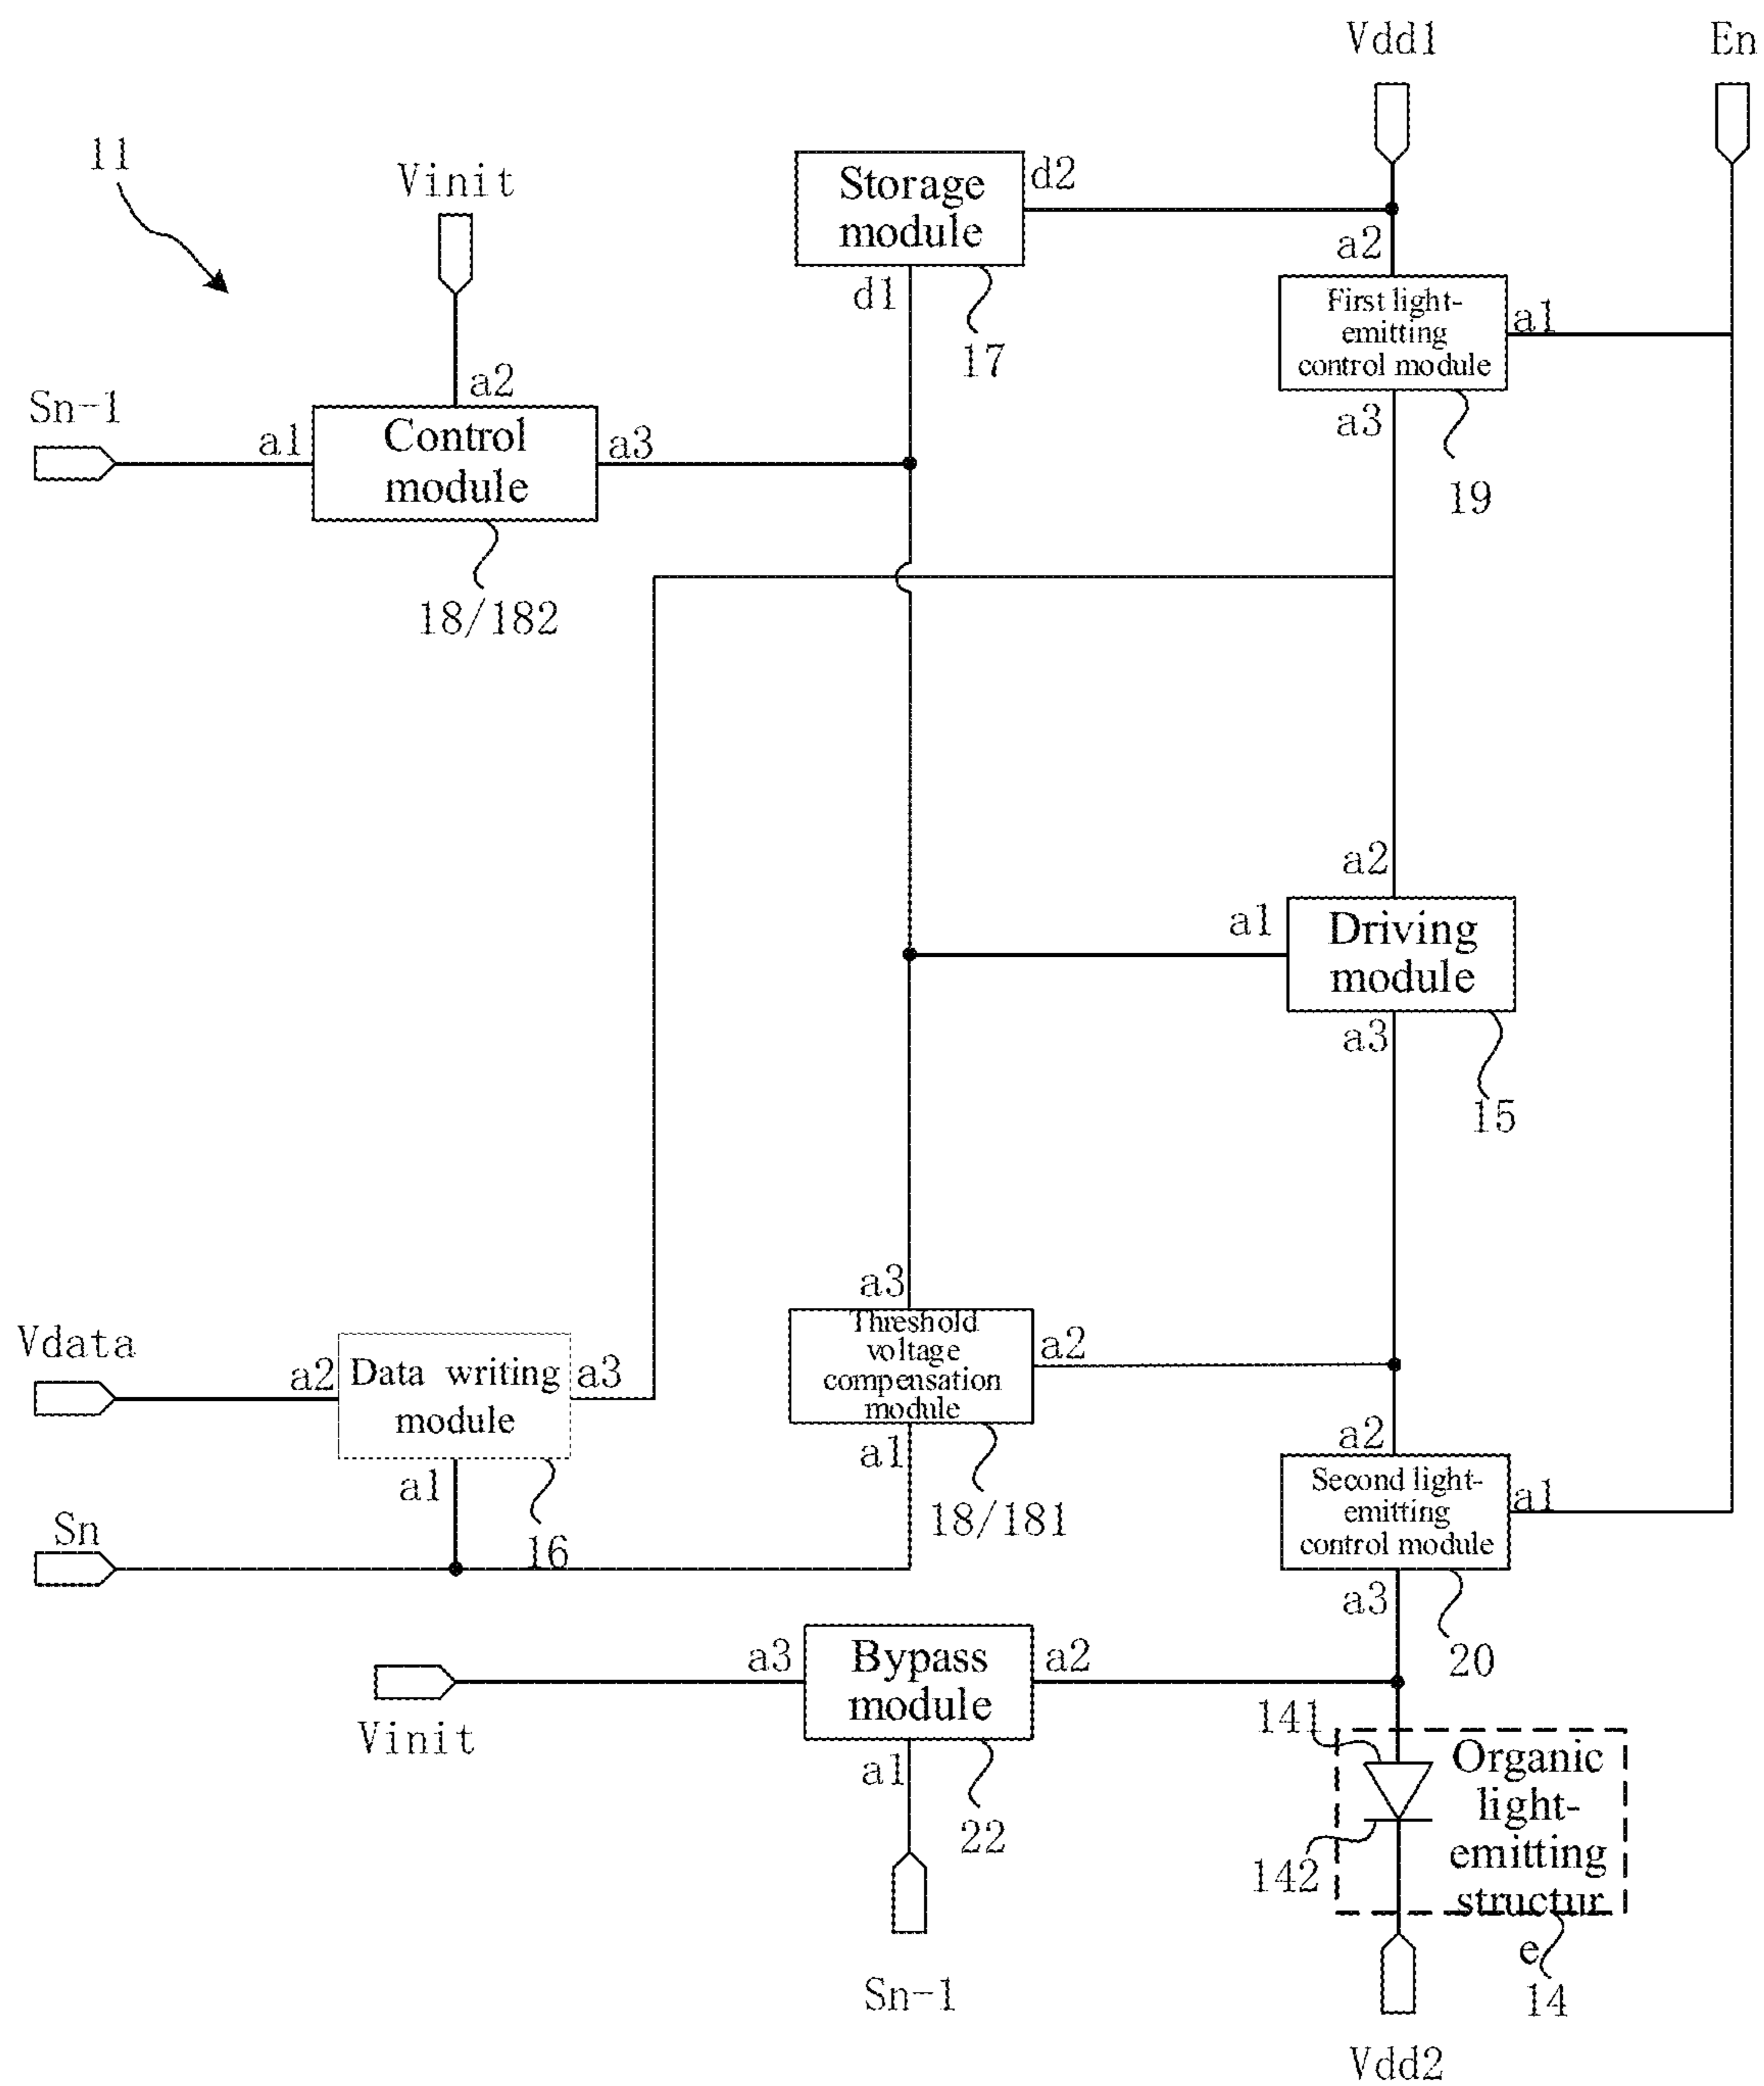 Vdd1
En
11
Vinit
Storage
module
d2
a2
d1
17
First light-
emitting
control module
a1
a3
19
Sn-1
a1
a2
Control
module
a3
18/182
a2
a1
Driving
module
a3
15
a3
Vdata
a2
Data writing
module
a3
a1
16
Threshold
voltage
compensation
module
a2
a1
18/181
Sn
a2
Second light-
emitting
control module
a1
a3
20
a3
Bypass
module
a2
a1
22
Vinit
Sn-1
141
142
Organic
light-
emitting
structur
e
14
Vdd2